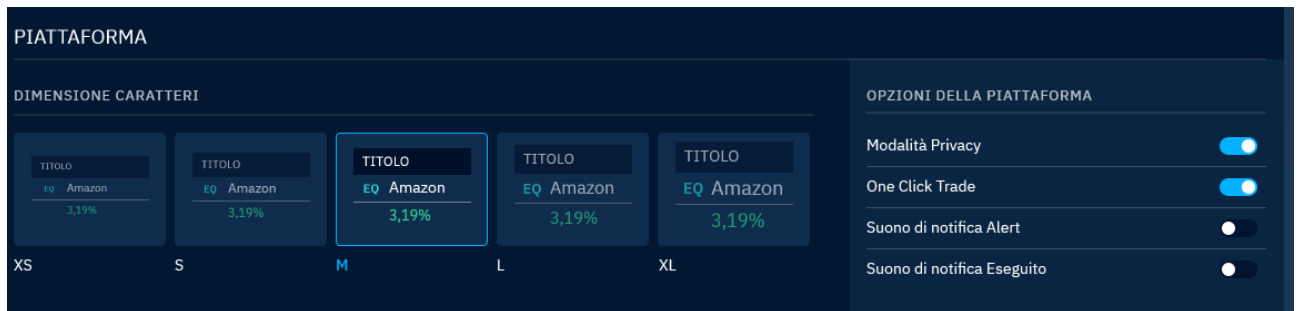 PIATTAFORMA
DIMENSIONE CARATTERI
TITOLO
EQ Amazon
3,19%
XS
TITOLO
EQ Amazon
3,19%
S
TITOLO
EQ Amazon
3,19%
M
TITOLO
EQ Amazon
3,19%
L
TITOLO
EQ Amazon
3,19%
XL
OPZIONI DELLA PIATTAFORMA
Modalità Privacy
One Click Trade
Suono di notifica Alert
Suono di notifica Eseguito